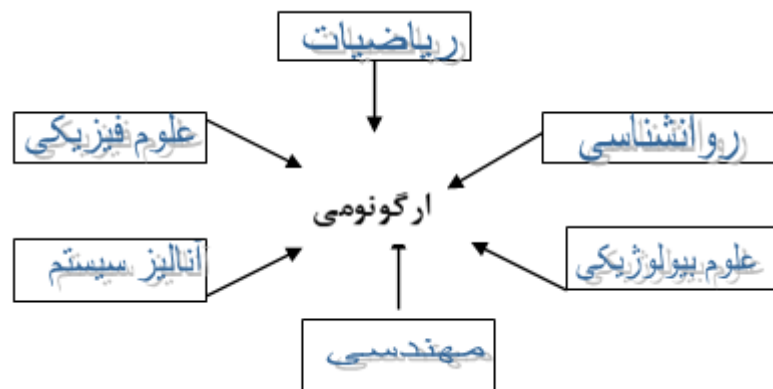 ریاضیات
روانشناسی
علوم فیزیکی
ارگونومی
علوم بیولوژیکی
آنالیز سیستم
مهندسی